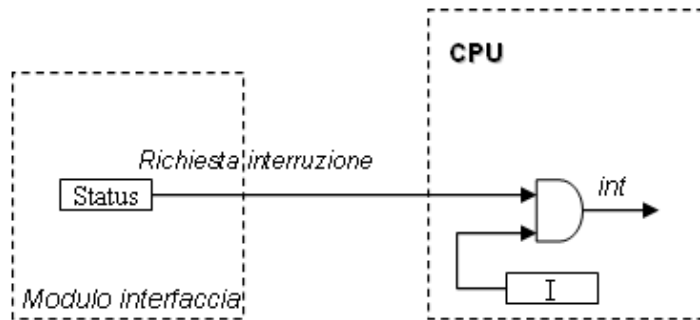 CPU
Richiesta interruzione
int
Status
I
Modulo interfaccia